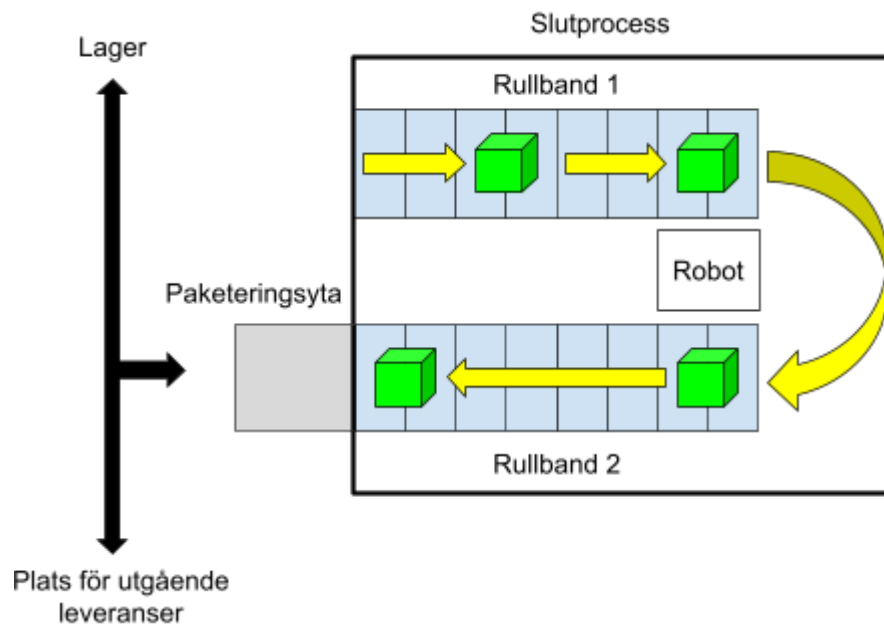 Slutprocess
Lager
Rullband 1
Robot
Paketeringsyta
Rullband 2
Plats för utgående
leveranser